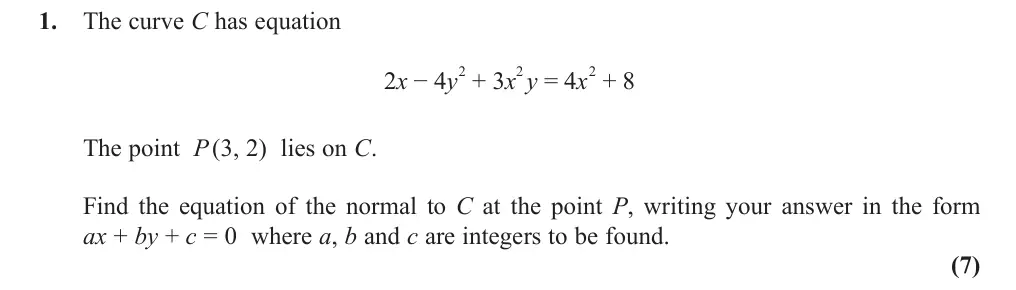 1. The curve C has equation
2x − 4y² + 3x²y = 4x² + 8
The point P(3, 2) lies on C.
Find the equation of the normal to C at the point P, writing your answer in the form
ax + by + c = 0 where a, b and c are integers to be found.
(7)